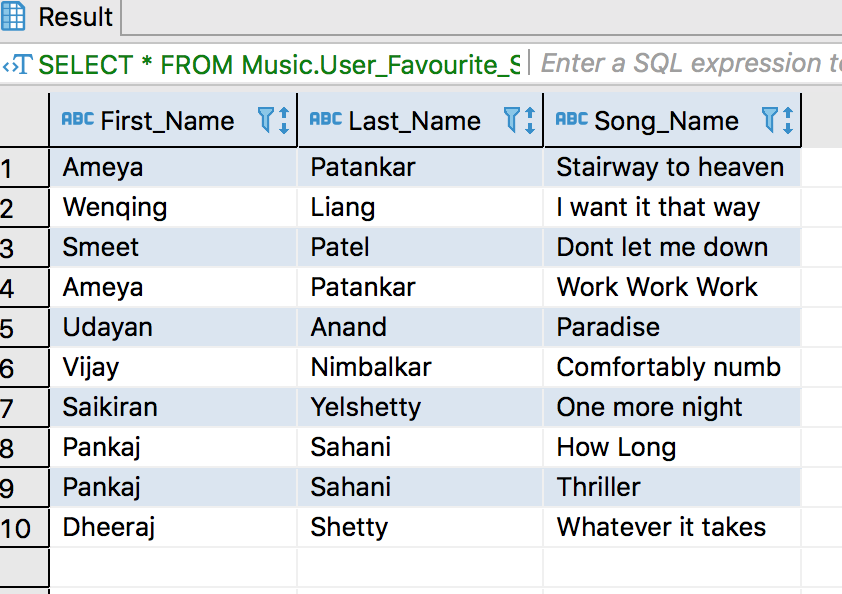 Result
SELECT * FROM Music.User_Favourite_S Enter a SQL expression to
ABC First_Name ABC Last_Name ABC Song_Name
1 Ameya Patankar Stairway to heaven
2 Wenqing Liang I want it that way
3 Smeet Patel Dont let me down
4 Ameya Patankar Work Work Work
5 Udayan Anand Paradise
6 Vijay Nimbalkar Comfortably numb
7 Saikiran Yelshetty One more night
8 Pankaj Sahani How Long
9 Pankaj Sahani Thriller
10 Dheeraj Shetty Whatever it takes